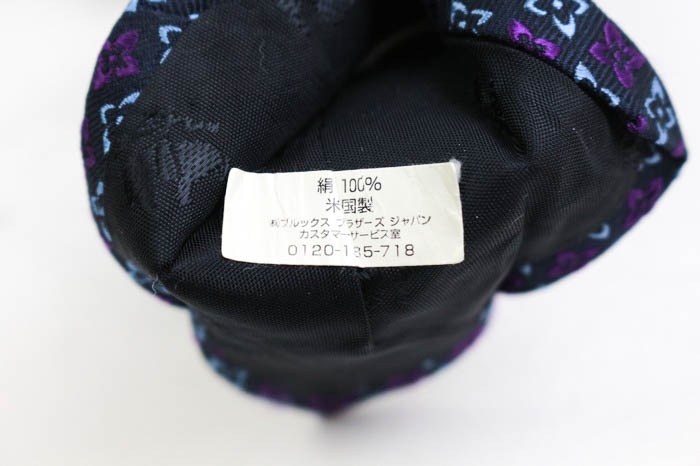 絹 100%
米国製
㈱ブルックス ブラザーズ ジャパン
カスタマーサービス室
0120-185-718